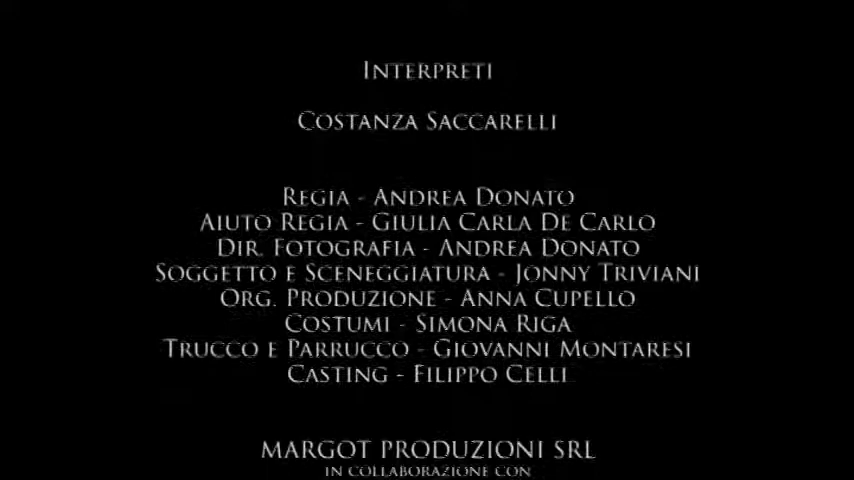 INTERPRETI
COSTANZA SACCARELLI
REGIA - ANDREA DONATO
AIUTO REGIA - GIULIA CARLA DE CARLO
DIR. FOTOGRAFIA - ANDREA DONATO
SOGGETTO E SCENEGGIATURA - JONNY TRIVIANI
ORG. PRODUZIONE - ANNA CUPELLO
COSTUMI - SIMONA RIGA
TRUCCO E PARRUCCO - GIOVANNI MONTARESI
CASTING - FILIPPO CELLI
MARGOT PRODUZIONI SRL
IN COLLABORAZIONE CON